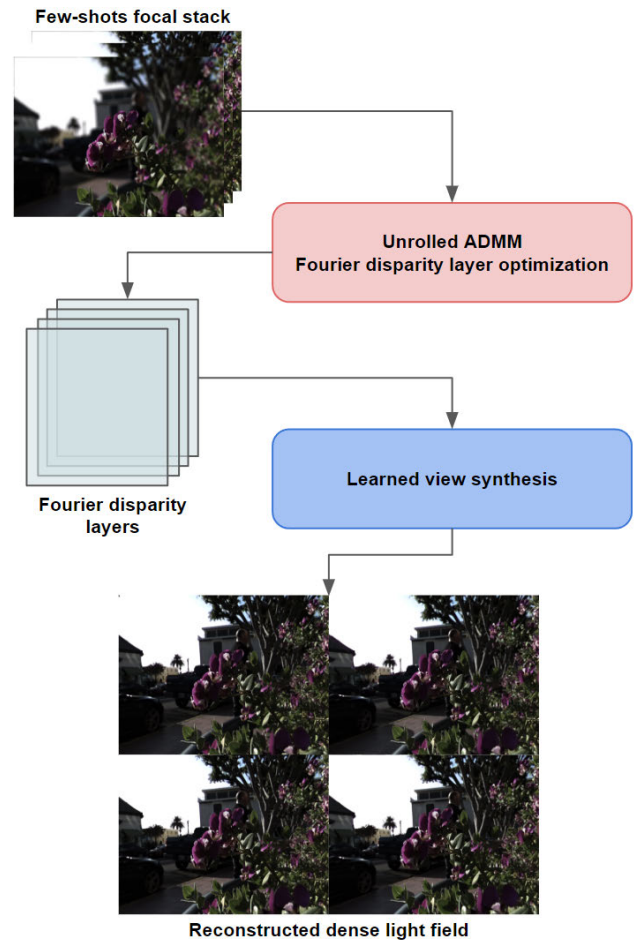 Few-shots focal stack
Unrolled ADMM
Fourier disparity layer optimization
Fourier disparity
layers
Learned view synthesis
Reconstructed dense light field